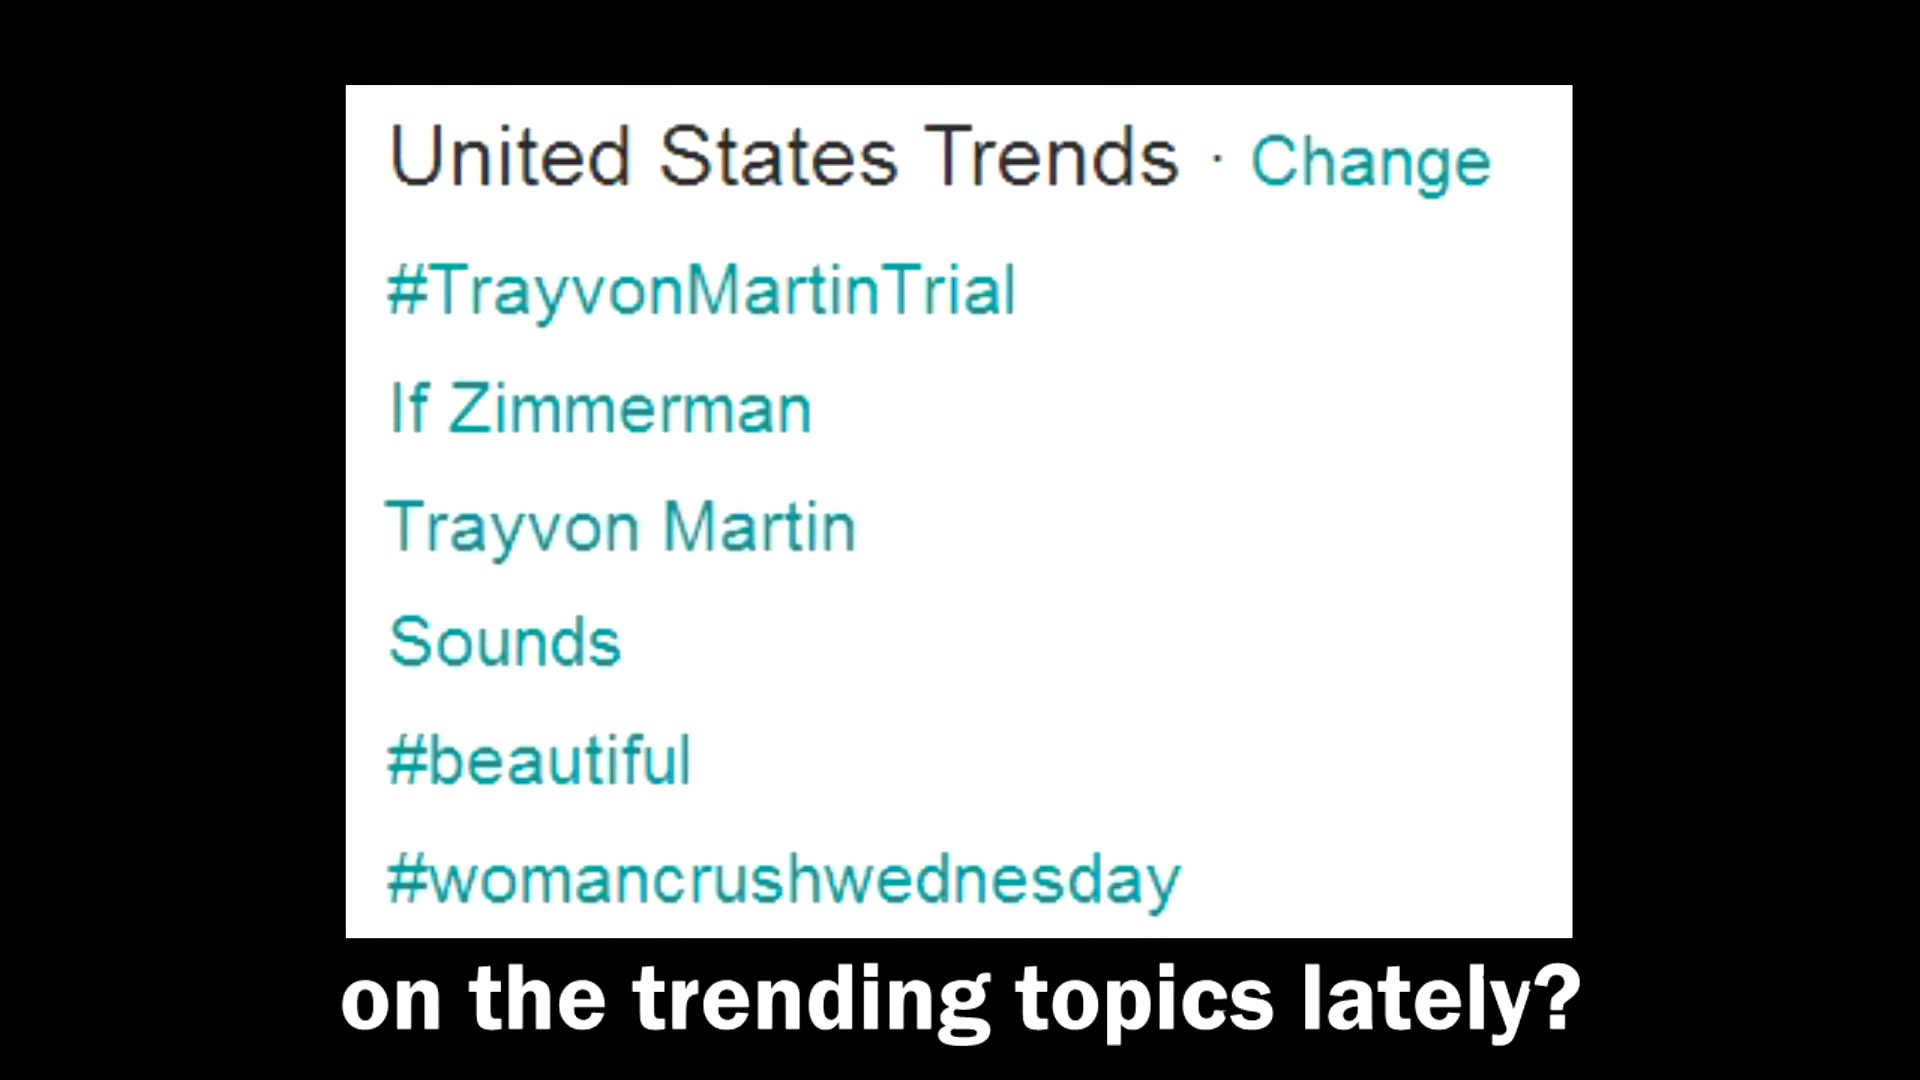 United States Trends · Change
#TrayvonMartinTrial
If Zimmerman
Trayvon Martin
Sounds
#beautiful
#womancrushwednesday
on the trending topics lately?